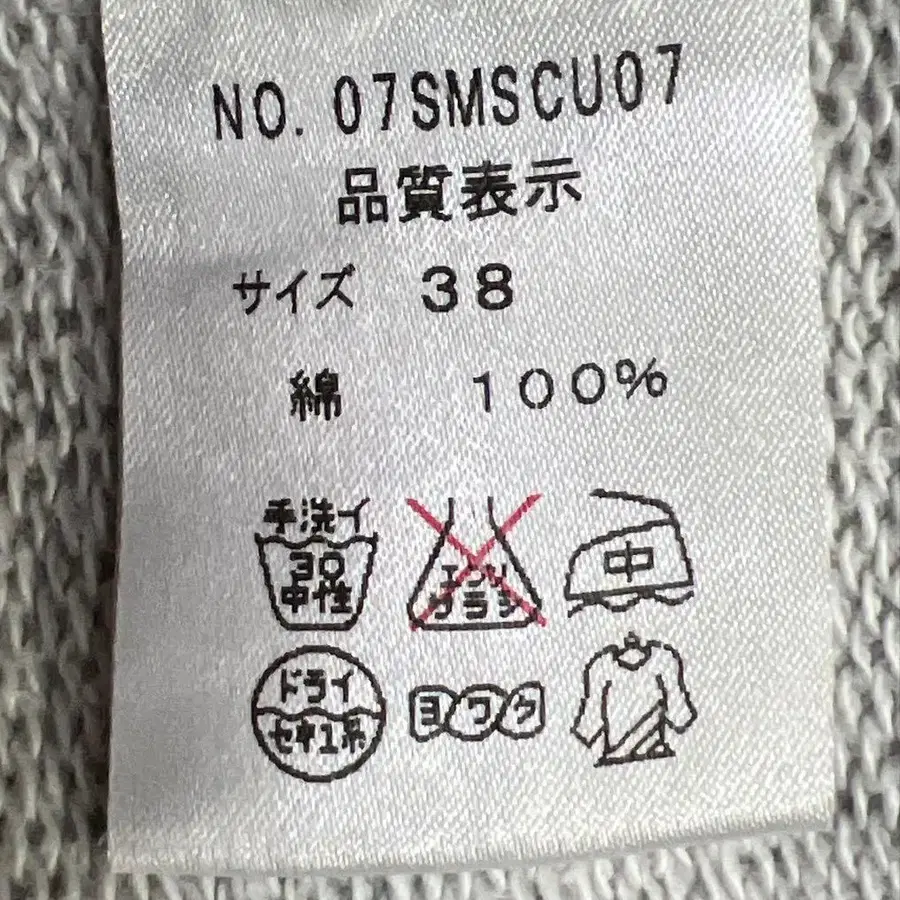 NO. 07SMSCU07
品質表示
サイズ 38
綿 100%
手洗イ
30
中性
エンソ
サラシ
中
ドライ
セキユ系
ヨワク